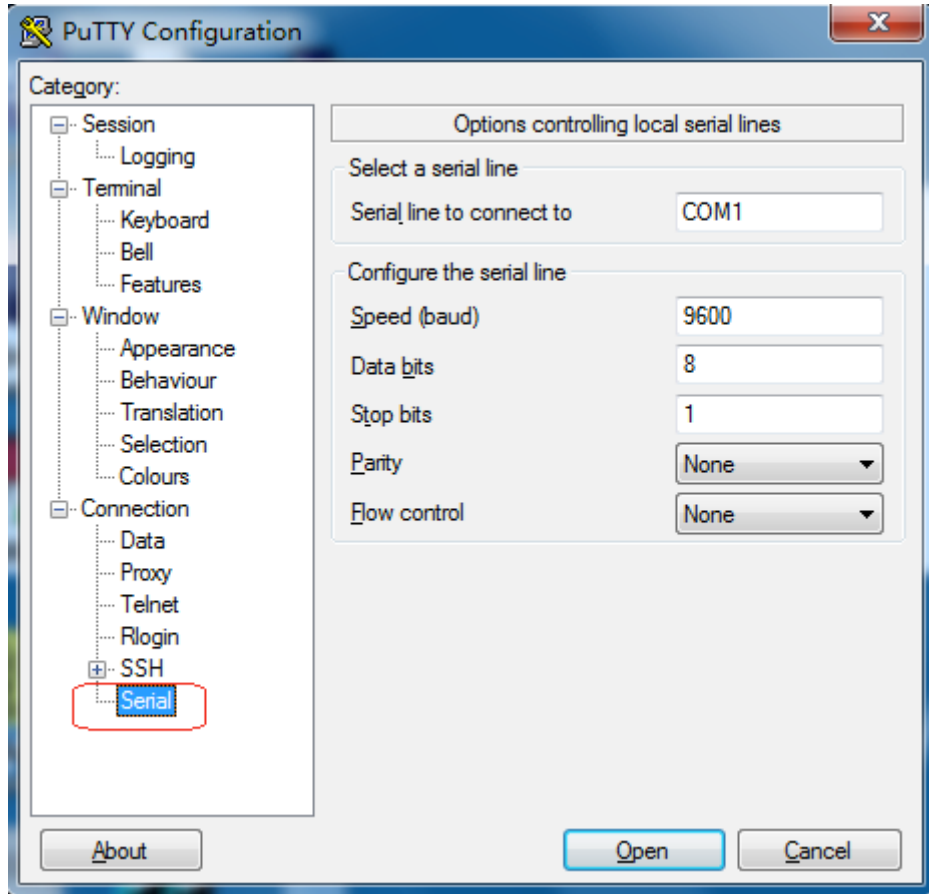 PuTTY Configuration
Category:
Session
Logging
Terminal
Keyboard
Bell
Features
Window
Appearance
Behaviour
Translation
Selection
Colours
Connection
Data
Proxy
Telnet
Rlogin
SSH
Serial
Options controlling local serial lines
Select a serial line
Serial line to connect to COM1
Configure the serial line
Speed (baud) 9600
Data bits 8
Stop bits 1
Parity None
Flow control None
About Open Cancel